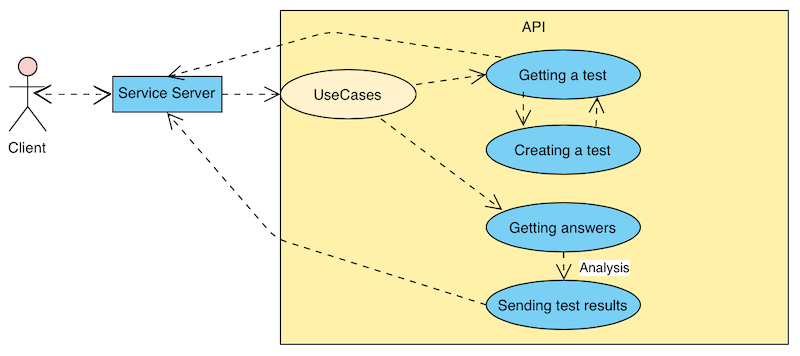 API
Getting a test
Service Server
UseCases
Client
Creating a test
Getting answers
Analysis
Sending test results